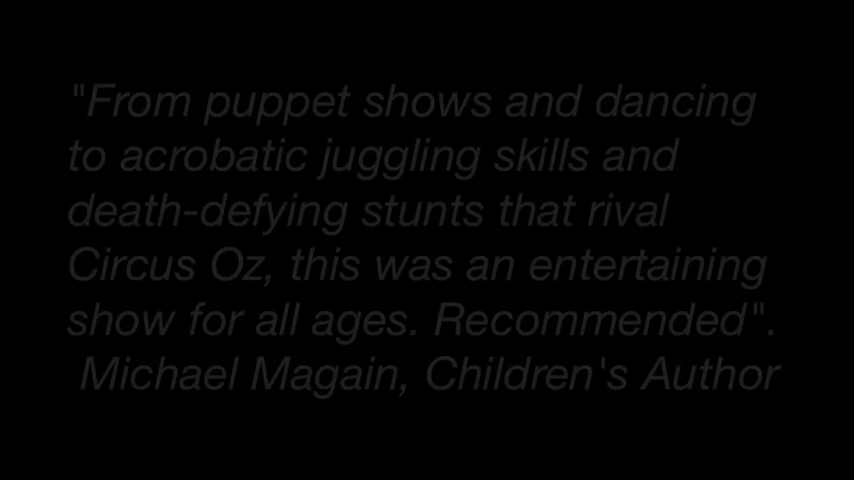 "From puppet shows and dancing
to acrobatic juggling skills and
death-defying stunts that rival
Circus Oz, this was an entertaining
show for all ages. Recommended".
Michael Magain, Children's Author